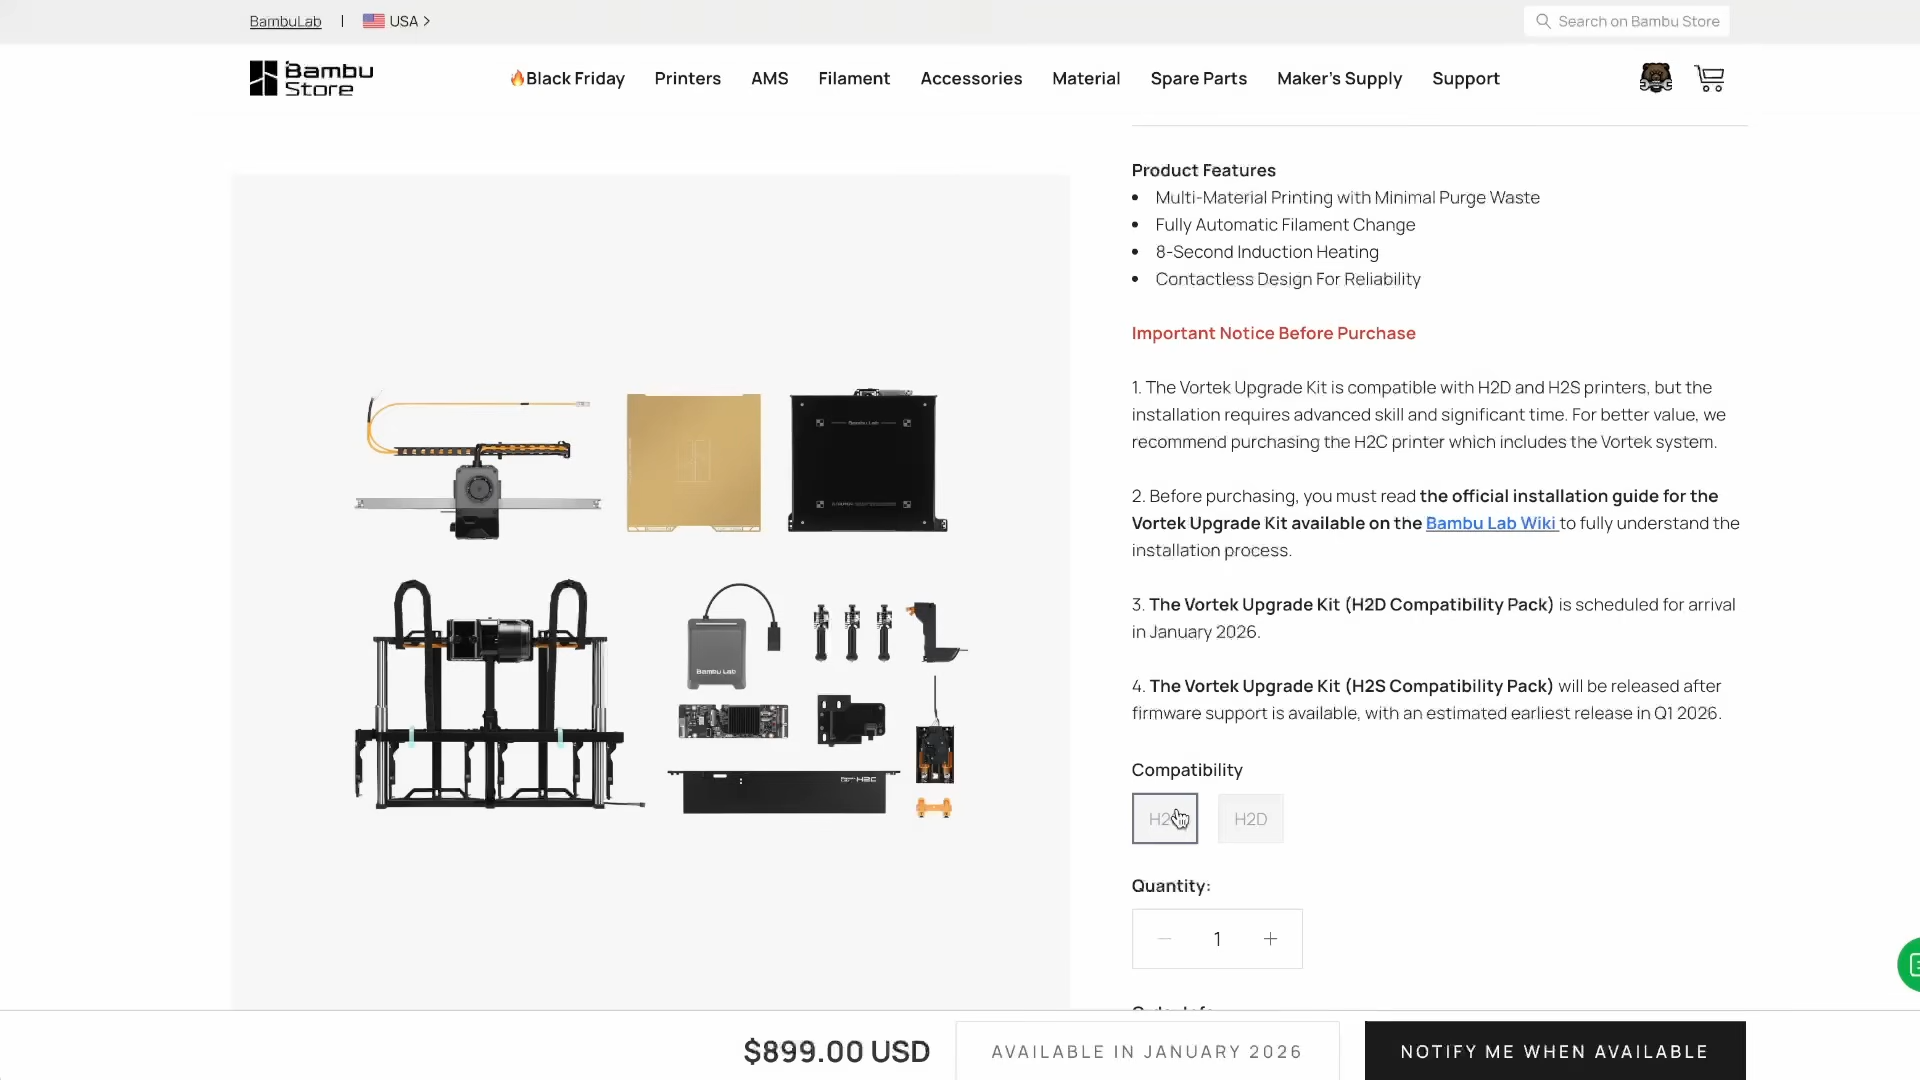 BambuLab | USA >
Search on Bambu Store
Bambu Store
Black Friday Printers AMS Filament Accessories Material Spare Parts Maker's Supply Support
Product Features
• Multi-Material Printing with Minimal Purge Waste
• Fully Automatic Filament Change
• 8-Second Induction Heating
• Contactless Design For Reliability
Important Notice Before Purchase
1. The Vortek Upgrade Kit is compatible with H2D and H2S printers, but the
installation requires advanced skill and significant time. For better value, we
recommend purchasing the H2C printer which includes the Vortek system.
2. Before purchasing, you must read the official installation guide for the
Vortek Upgrade Kit available on the Bambu Lab Wiki to fully understand the
installation process.
3. The Vortek Upgrade Kit (H2D Compatibility Pack) is scheduled for arrival
in January 2026.
4. The Vortek Upgrade Kit (H2S Compatibility Pack) will be released after
firmware support is available, with an estimated earliest release in Q1 2026.
Bambu Lab
H2C
Compatibility
H2D
Quantity:
− 1 +
$899.00 USD
AVAILABLE IN JANUARY 2026
NOTIFY ME WHEN AVAILABLE